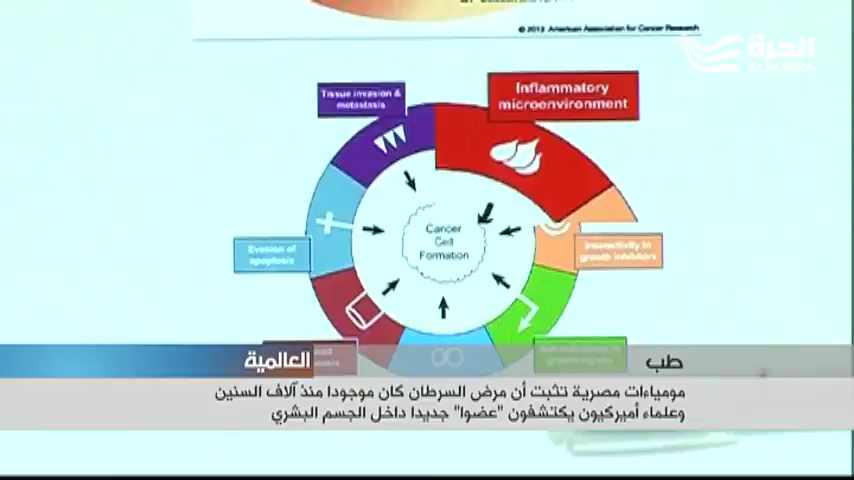 © 2013 American Association for Cancer Research
الحرة
Tissue invasion &
metastasis
Inflammatory
microenvironment
Cancer
Cell
Formation
Evasion of
apoptosis
Insensitivity to
growth inhibitors
العالمية
طب
مومياءات مصرية تثبت أن مرض السرطان كان موجودا منذ آلاف السنين
وعلماء أميركيون يكتشفون "عضوا" جديدا داخل الجسم البشري